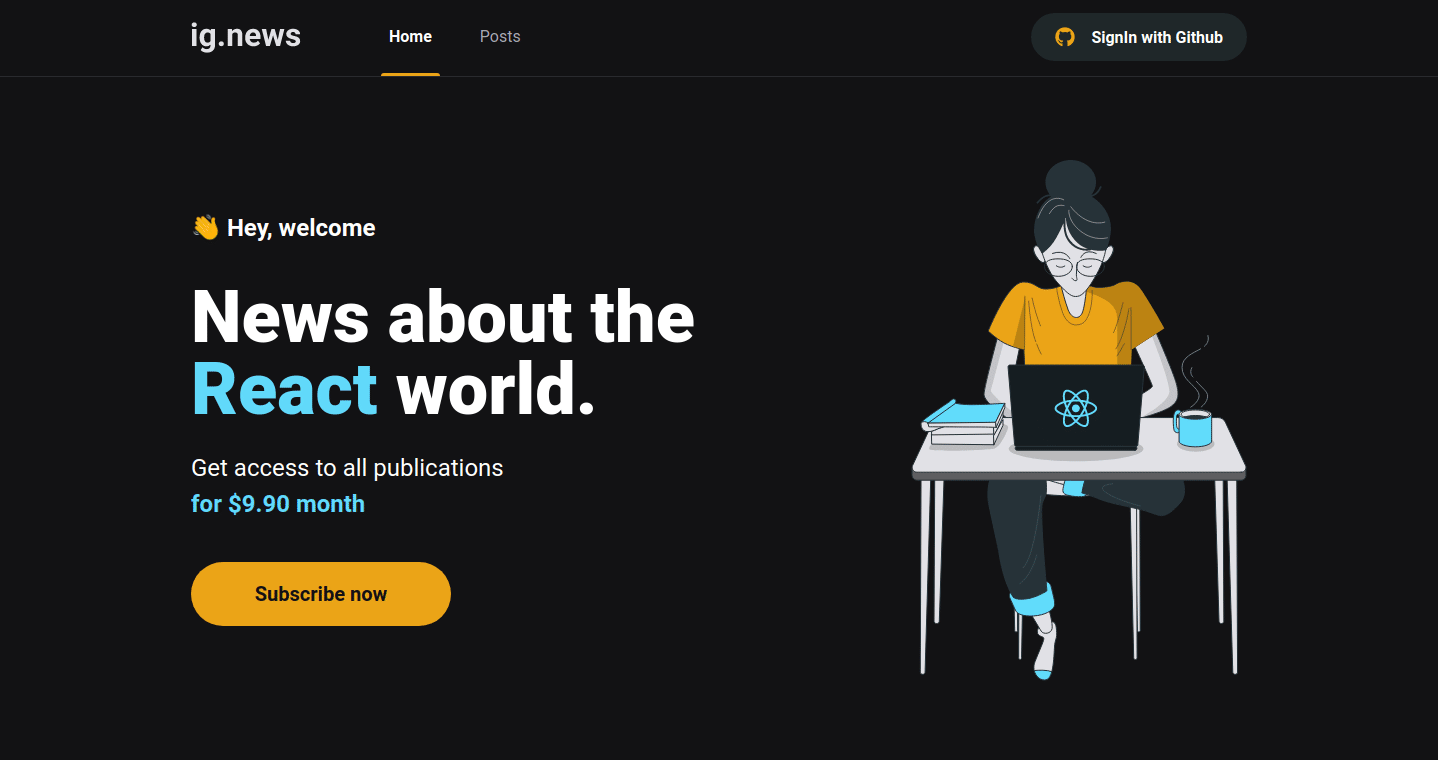 ig.news
Home
Posts
SignIn with Github
👏 Hey, welcome
News about the
React world.
Get access to all publications
for $9.90 month
Subscribe now